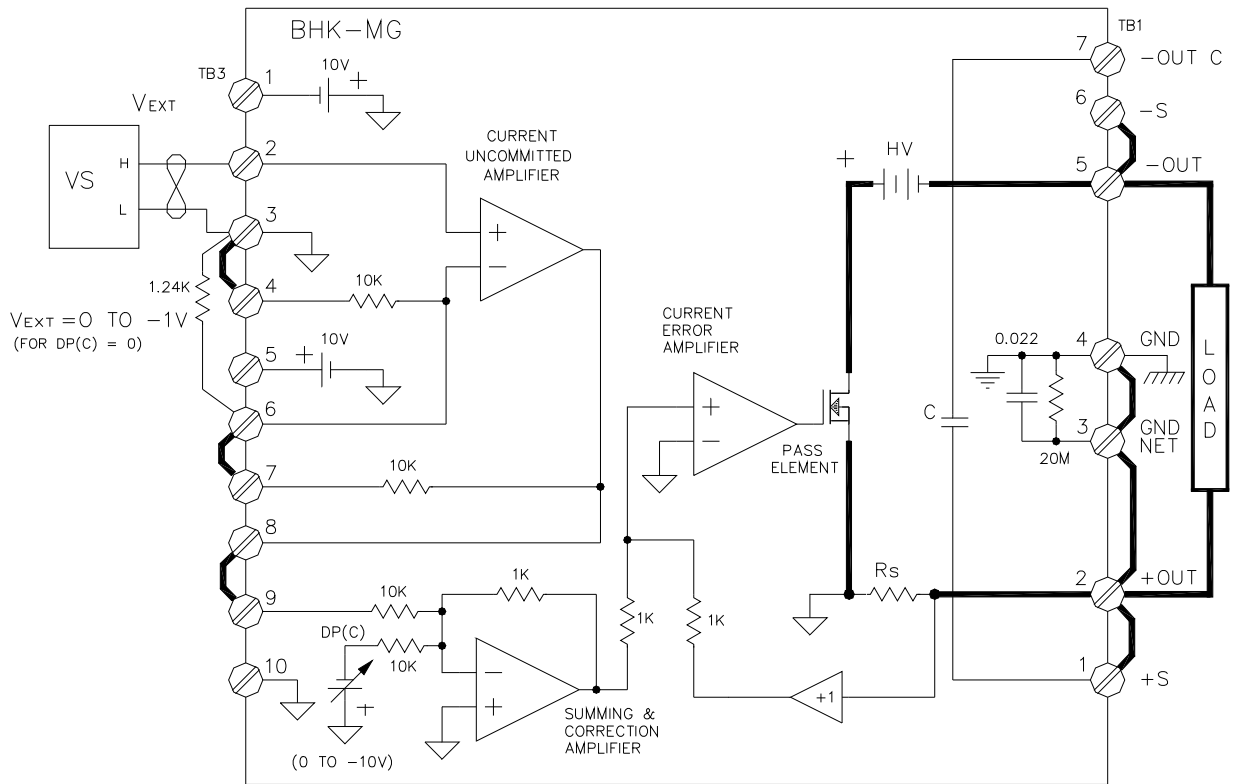 BHK-MG
TB3
1
10V
+
VEXT
VS
H
L
2
3
1.24K
4
10K
VEXT =0 TO -1V
(FOR DP(C) = 0)
5
+
10V
6
7
10K
8
9
10K
1K
DP(C)
10K
10
+
(0 TO -10V)
CURRENT
UNCOMMITTED
AMPLIFIER
+
−
−
+
SUMMING &
CORRECTION
AMPLIFIER
CURRENT
ERROR
AMPLIFIER
+
−
PASS
ELEMENT
+
HV
1K
1K
Rs
+1
C
0.022
20M
TB1
7
-OUT C
6
-S
5
-OUT
4
GND
3
GND
NET
2
+OUT
1
+S
LOAD